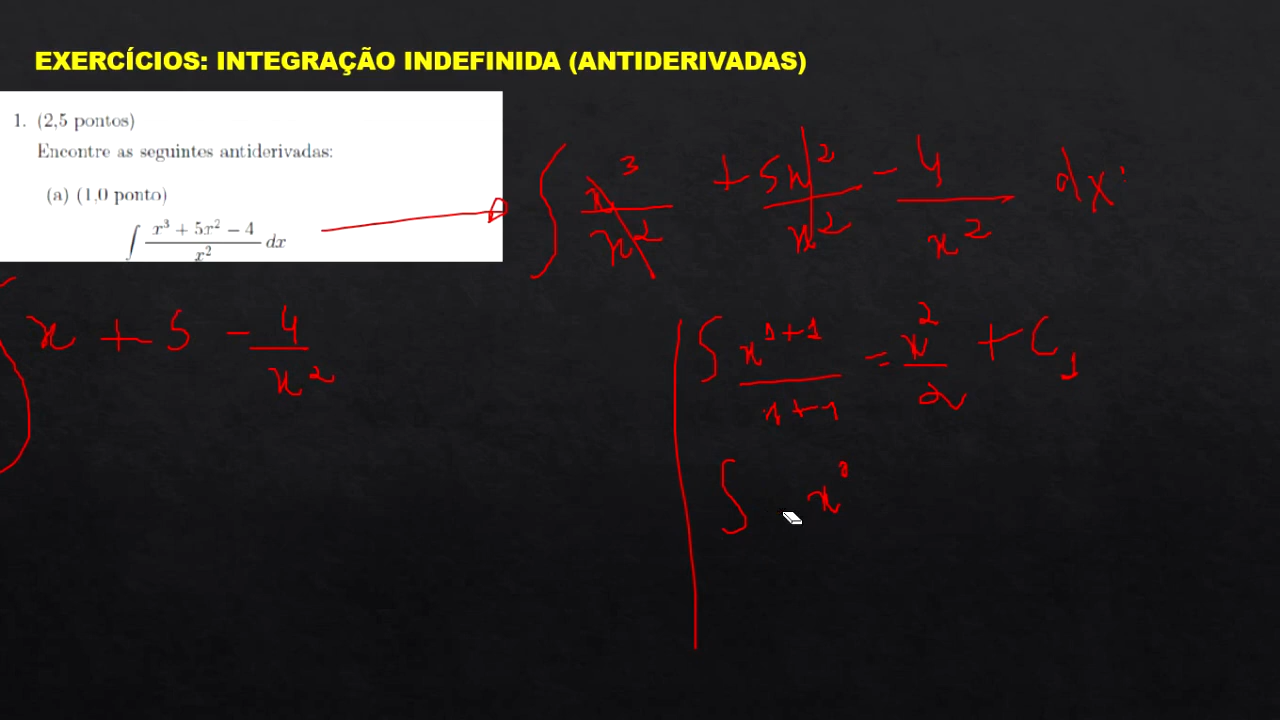 EXERCÍCIOS: INTEGRAÇÃO INDEFINIDA (ANTIDERIVADAS)
1. (2,5 pontos)
Encontre as seguintes antiderivadas:
(a) (1,0 ponto)
∫ (x³ + 5x² − 4)/x² dx
∫ x³/x² + 5x²/x² − 4/x² dx
∫ x + 5 − 4/x²
∫ x¹⁺¹/1+1 = x²/2 + C₁
∫ x⁰